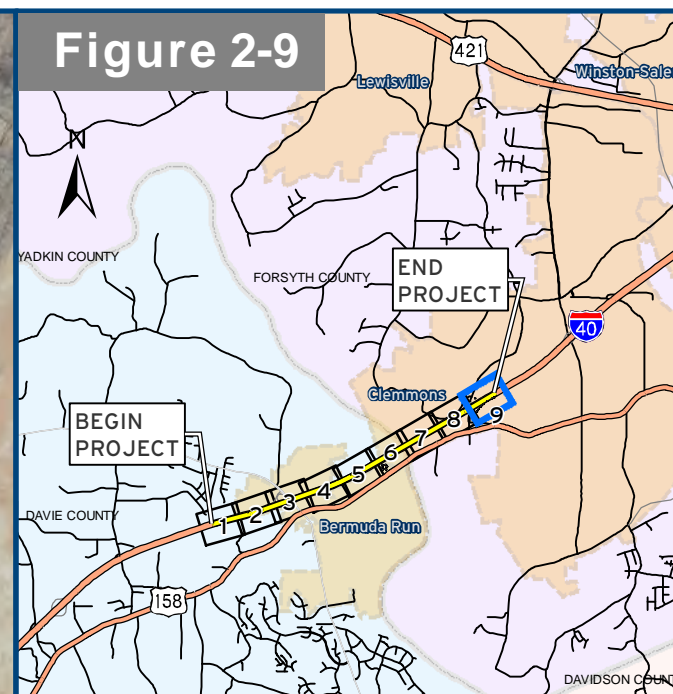 Figure 2-9
421
Lewisville
Winston-Sale
N
YADKIN COUNTY
FORSYTH COUNTY
END
PROJECT
40
Clemmons
BEGIN
PROJECT
1 2 3 4 5 6 7 8 9
DAVIE COUNTY
Bermuda Run
158
DAVIDSON COUNT